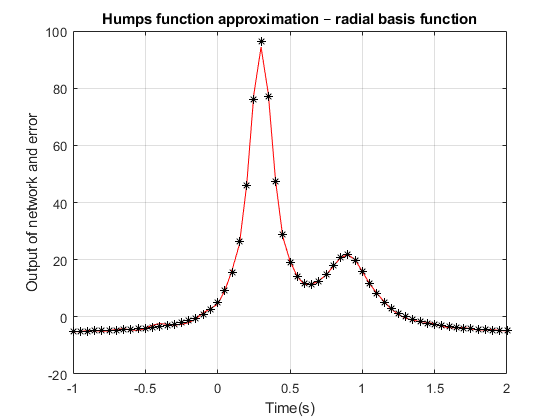 Humps function approximation − radial basis function
100
80
60
40
20
0
-20
Output of network and error
-1 -0.5 0 0.5 1 1.5 2
Time(s)